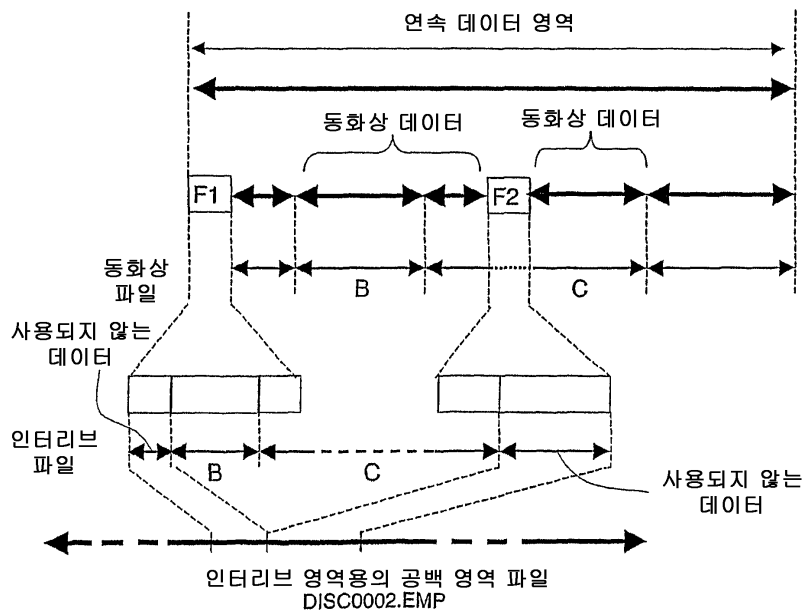 연속 데이터 영역
동화상 데이터
동화상 데이터
F1
F2
동화상
파일
B
C
사용되지 않는
데이터
인터리브
파일
B
C
사용되지 않는
데이터
인터리브 영역용의 공백 영역 파일
DISC0002.EMP